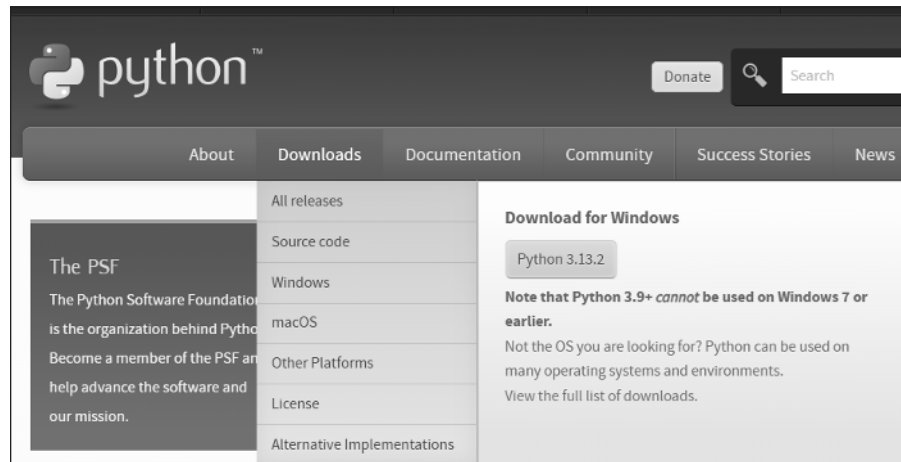 python™
Donate
Search
About Downloads Documentation Community Success Stories News
All releases
Source code
Windows
macOS
Other Platforms
License
Alternative Implementations
Download for Windows
Python 3.13.2
Note that Python 3.9+ cannot be used on Windows 7 or
earlier.
Not the OS you are looking for? Python can be used on
many operating systems and environments.
View the full list of downloads.
The PSF
The Python Software Foundation
is the organization behind Pytho
Become a member of the PSF an
help advance the software and
our mission.